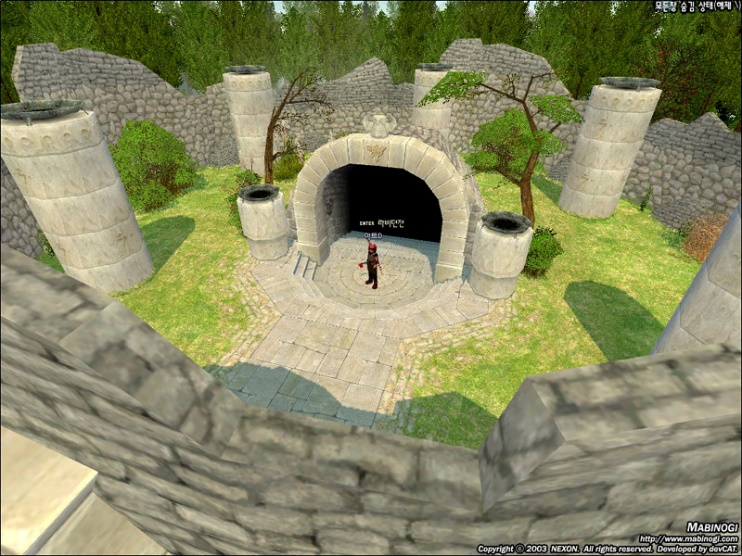 모든창 숨김 상태(해제 \)
ENTER 라비던전
MABINOGI
http://www.mabinogi.com
Copyright © 2003 NEXON. All rights reserved. Developed by devCAT.